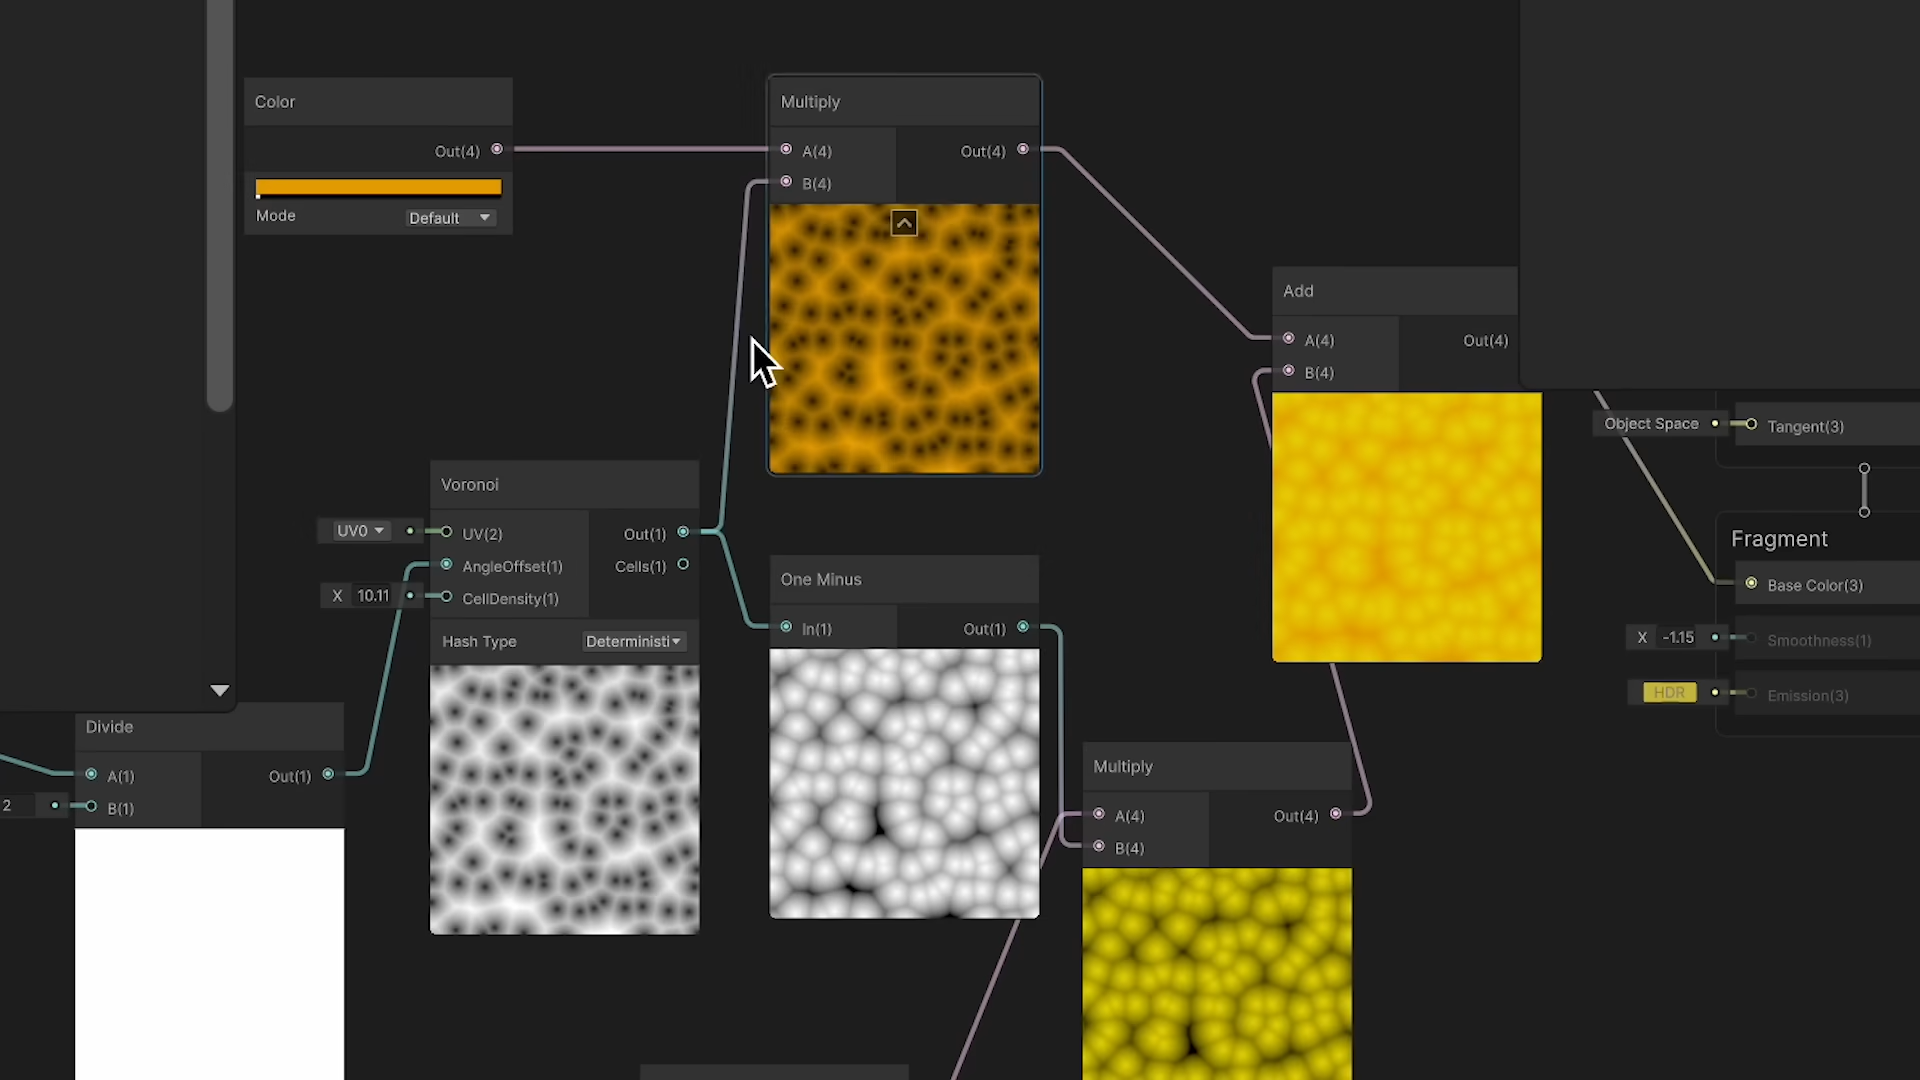 Color
Out(4)
Mode
Default
Multiply
A(4)
Out(4)
B(4)
Add
A(4)
Out(4)
B(4)
Object Space
Tangent(3)
Voronoi
UV0
UV(2)
Out(1)
AngleOffset(1)
Cells(1)
X 10.11
CellDensity(1)
Hash Type
Deterministi
Fragment
Base Color(3)
X -1.15
Smoothness(1)
HDR
Emission(3)
One Minus
In(1)
Out(1)
Divide
A(1)
Out(1)
2
B(1)
Multiply
A(4)
Out(4)
B(4)